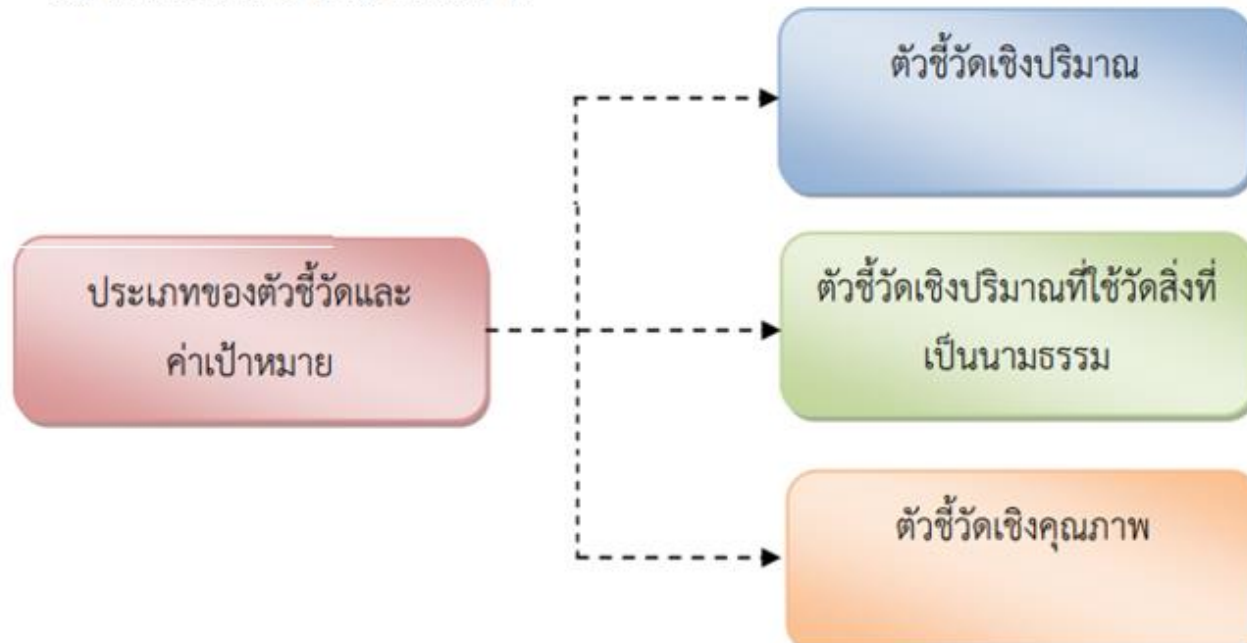 ประเภทของตัวชี้วัดและ
ค่าเป้าหมาย
ตัวชี้วัดเชิงปริมาณ
ตัวชี้วัดเชิงปริมาณที่ใช้วัดสิ่งที่
เป็นนามธรรม
ตัวชี้วัดเชิงคุณภาพ